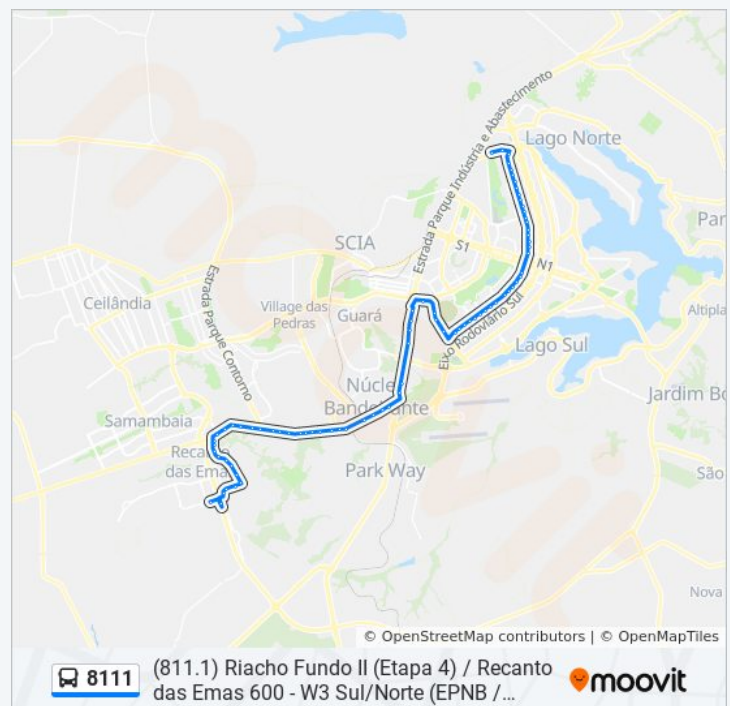 Estrada Parque Indústria e Abastecimento
Lago Norte
Par
SCIA
S1
N1
Estrada Parque Contorno
Ceilândia
Village das
Pedras
Guará
Eixo Rodoviário Sul
Altipla
Lago Sul
Núcle
Bandeirante
Jardim Bo
Samambaia
Recanto
das Emas
Park Way
São
Nova
© OpenStreetMap contributors | © OpenMapTiles
8111
(811.1) Riacho Fundo II (Etapa 4) / Recanto
das Emas 600 - W3 Sul/Norte (EPNB /...
moovit